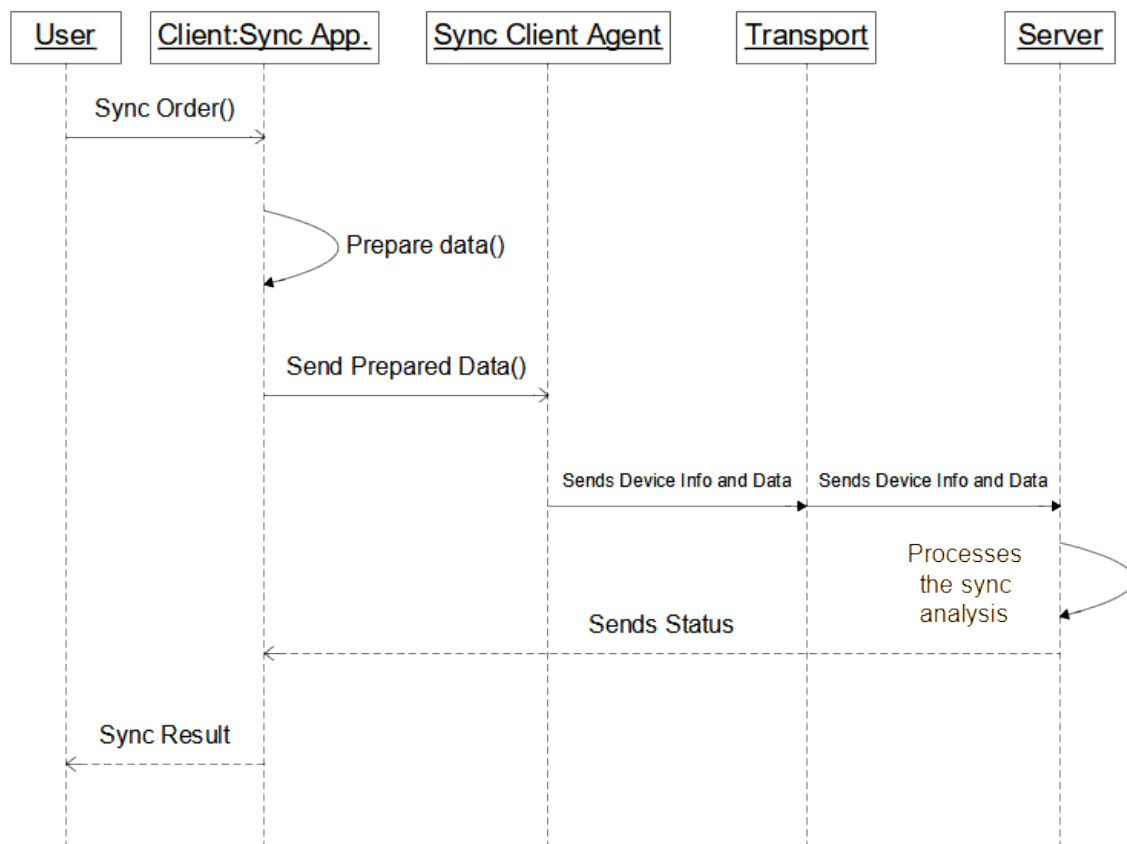 User
Client:Sync App.
Sync Client Agent
Transport
Server
Sync Order()
Prepare data()
Send Prepared Data()
Sends Device Info and Data
Sends Device Info and Data
Processes
the sync
analysis
Sends Status
Sync Result